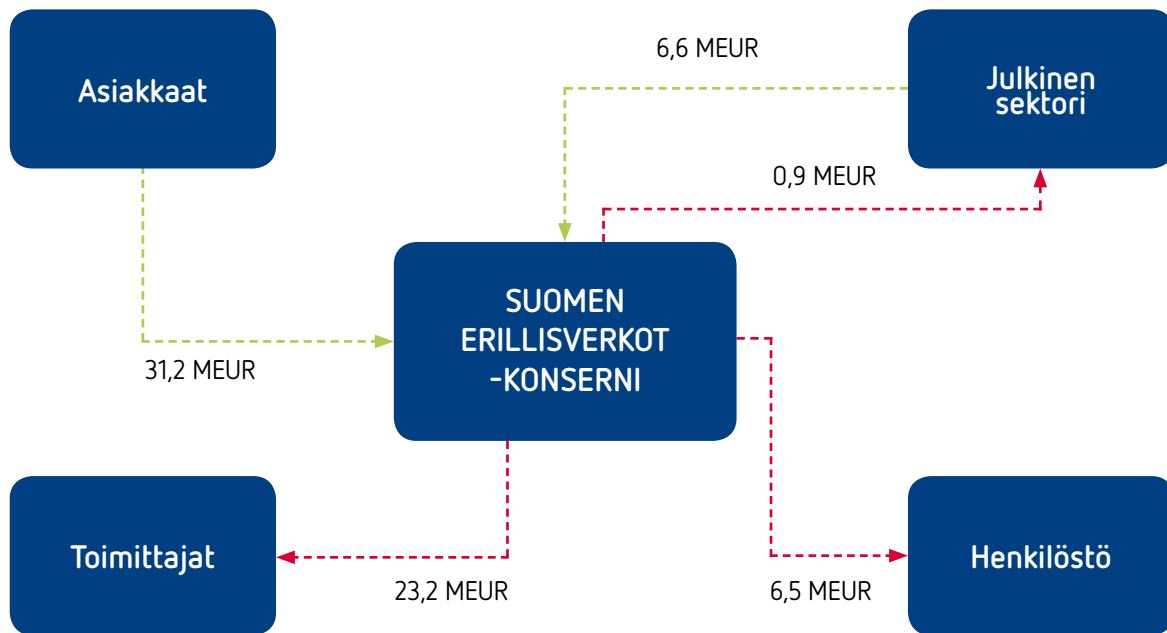 Asiakkaat
6,6 MEUR
Julkinen
sektori
0,9 MEUR
SUOMEN
ERILLISVERKOT
-KONSERNI
31,2 MEUR
Toimittajat
23,2 MEUR
6,5 MEUR
Henkilöstö